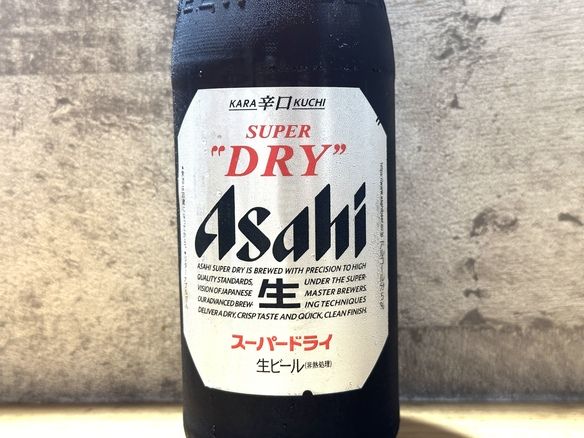 KARA 辛口 KUCHI
SUPER
"DRY"
Asahi
ASAHI SUPER DRY IS BREWED WITH PRECISION TO HIGH
QUALITY STANDARDS, UNDER THE SUPER-
VISION OF JAPANESE 生 MASTER BREWERS.
OUR ADVANCED BREW- ING TECHNIQUES
DELIVER A DRY, CRISP TASTE AND QUICK, CLEAN FINISH.
スーパードライ
生ビール(非熱処理)